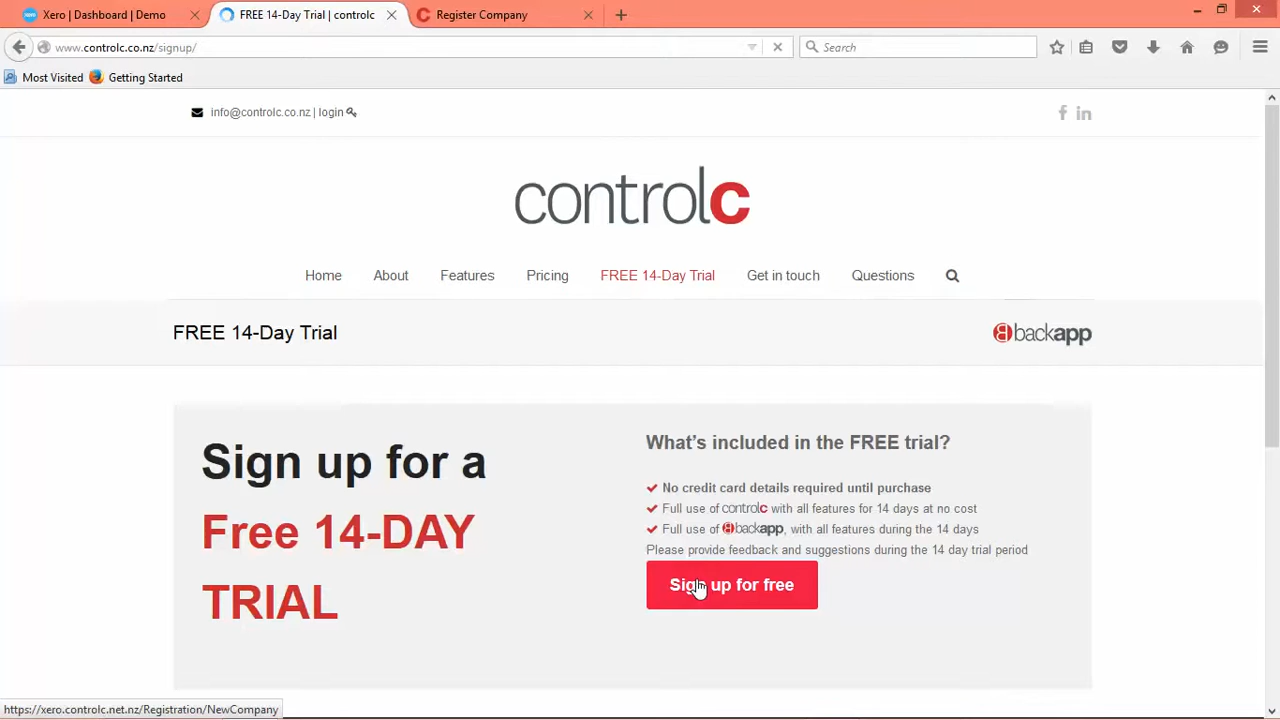 Xero | Dashboard | Demo
FREE 14-Day Trial | controlc
Register Company
www.controlc.co.nz/signup/
Search
Most Visited
Getting Started
info@controlc.co.nz | login
controlc
Home
About
Features
Pricing
FREE 14-Day Trial
Get in touch
Questions
FREE 14-Day Trial
backapp
Sign up for a
Free 14-DAY
TRIAL
What's included in the FREE trial?
No credit card details required until purchase
Full use of controlc with all features for 14 days at no cost
Full use of backapp, with all features during the 14 days
Please provide feedback and suggestions during the 14 day trial period
Sign up for free
https://xero.controlc.net.nz/Registration/NewCompany